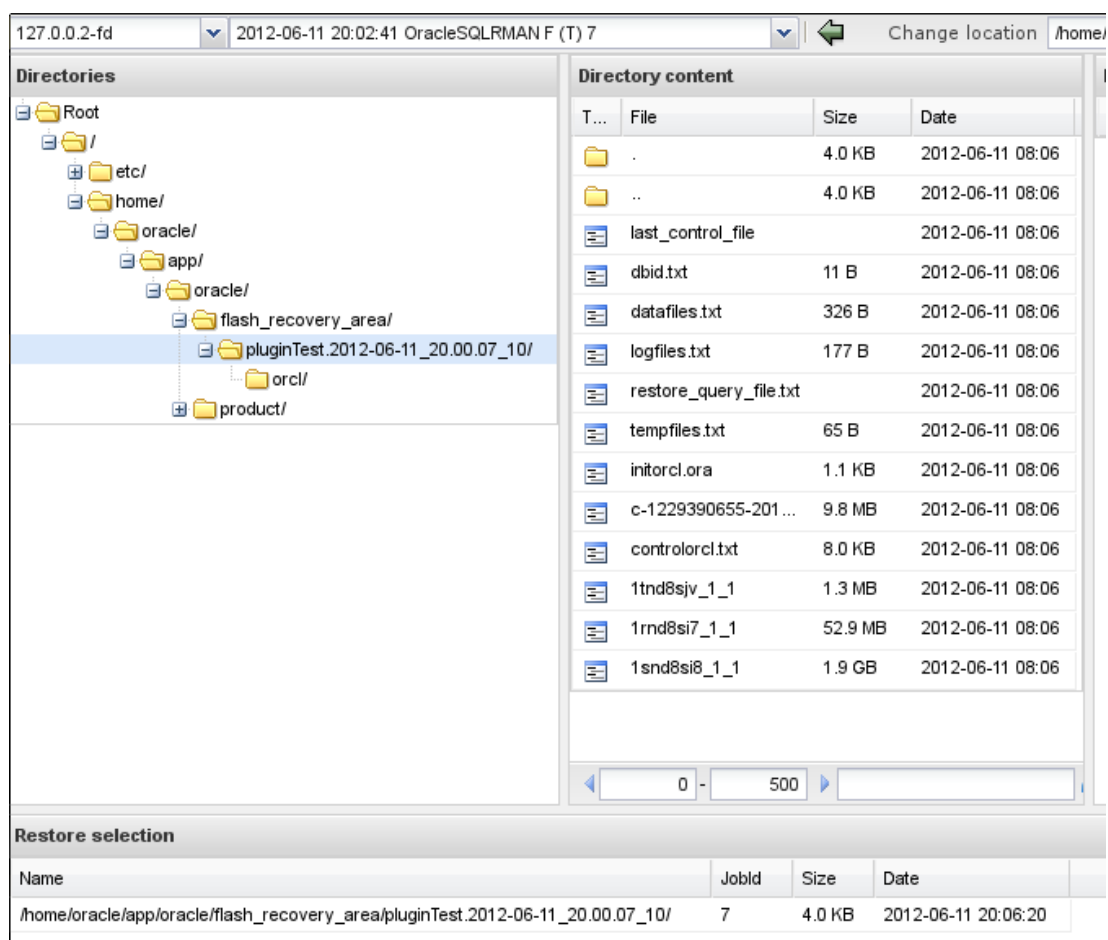 127.0.0.2-fd 2012-06-11 20:02:41 OracleSQLRMAN F (T) 7 Change location /home/
Directories
Root
/
etc/
home/
oracle/
app/
oracle/
flash_recovery_area/
pluginTest.2012-06-11_20.00.07_10/
orcl/
product/
Directory content
T... File Size Date
. 4.0 KB 2012-06-11 08:06
.. 4.0 KB 2012-06-11 08:06
last_control_file 2012-06-11 08:06
dbid.txt 11 B 2012-06-11 08:06
datafiles.txt 326 B 2012-06-11 08:06
logfiles.txt 177 B 2012-06-11 08:06
restore_query_file.txt 2012-06-11 08:06
tempfiles.txt 65 B 2012-06-11 08:06
initorcl.ora 1.1 KB 2012-06-11 08:06
c-1229390655-201... 9.8 MB 2012-06-11 08:06
controlorcl.txt 8.0 KB 2012-06-11 08:06
1tnd8sjv_1_1 1.3 MB 2012-06-11 08:06
1rnd8si7_1_1 52.9 MB 2012-06-11 08:06
1snd8si8_1_1 1.9 GB 2012-06-11 08:06
0 - 500
Restore selection
Name JobId Size Date
/home/oracle/app/oracle/flash_recovery_area/pluginTest.2012-06-11_20.00.07_10/ 7 4.0 KB 2012-06-11 20:06:20